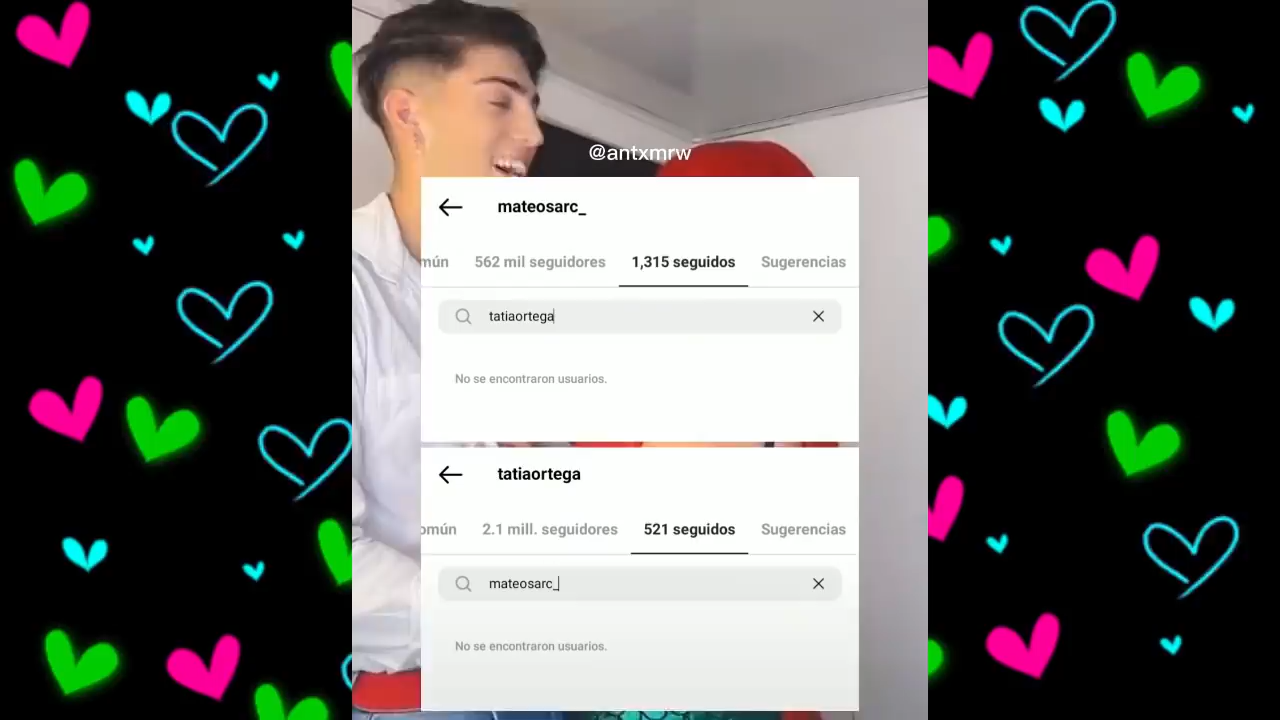 @antxmrw
mateosarc_
mún 562 mil seguidores 1,315 seguidos Sugerencias
tatiaortega
No se encontraron usuarios.
tatiaortega
omún 2.1 mill. seguidores 521 seguidos Sugerencias
mateosarc_
No se encontraron usuarios.